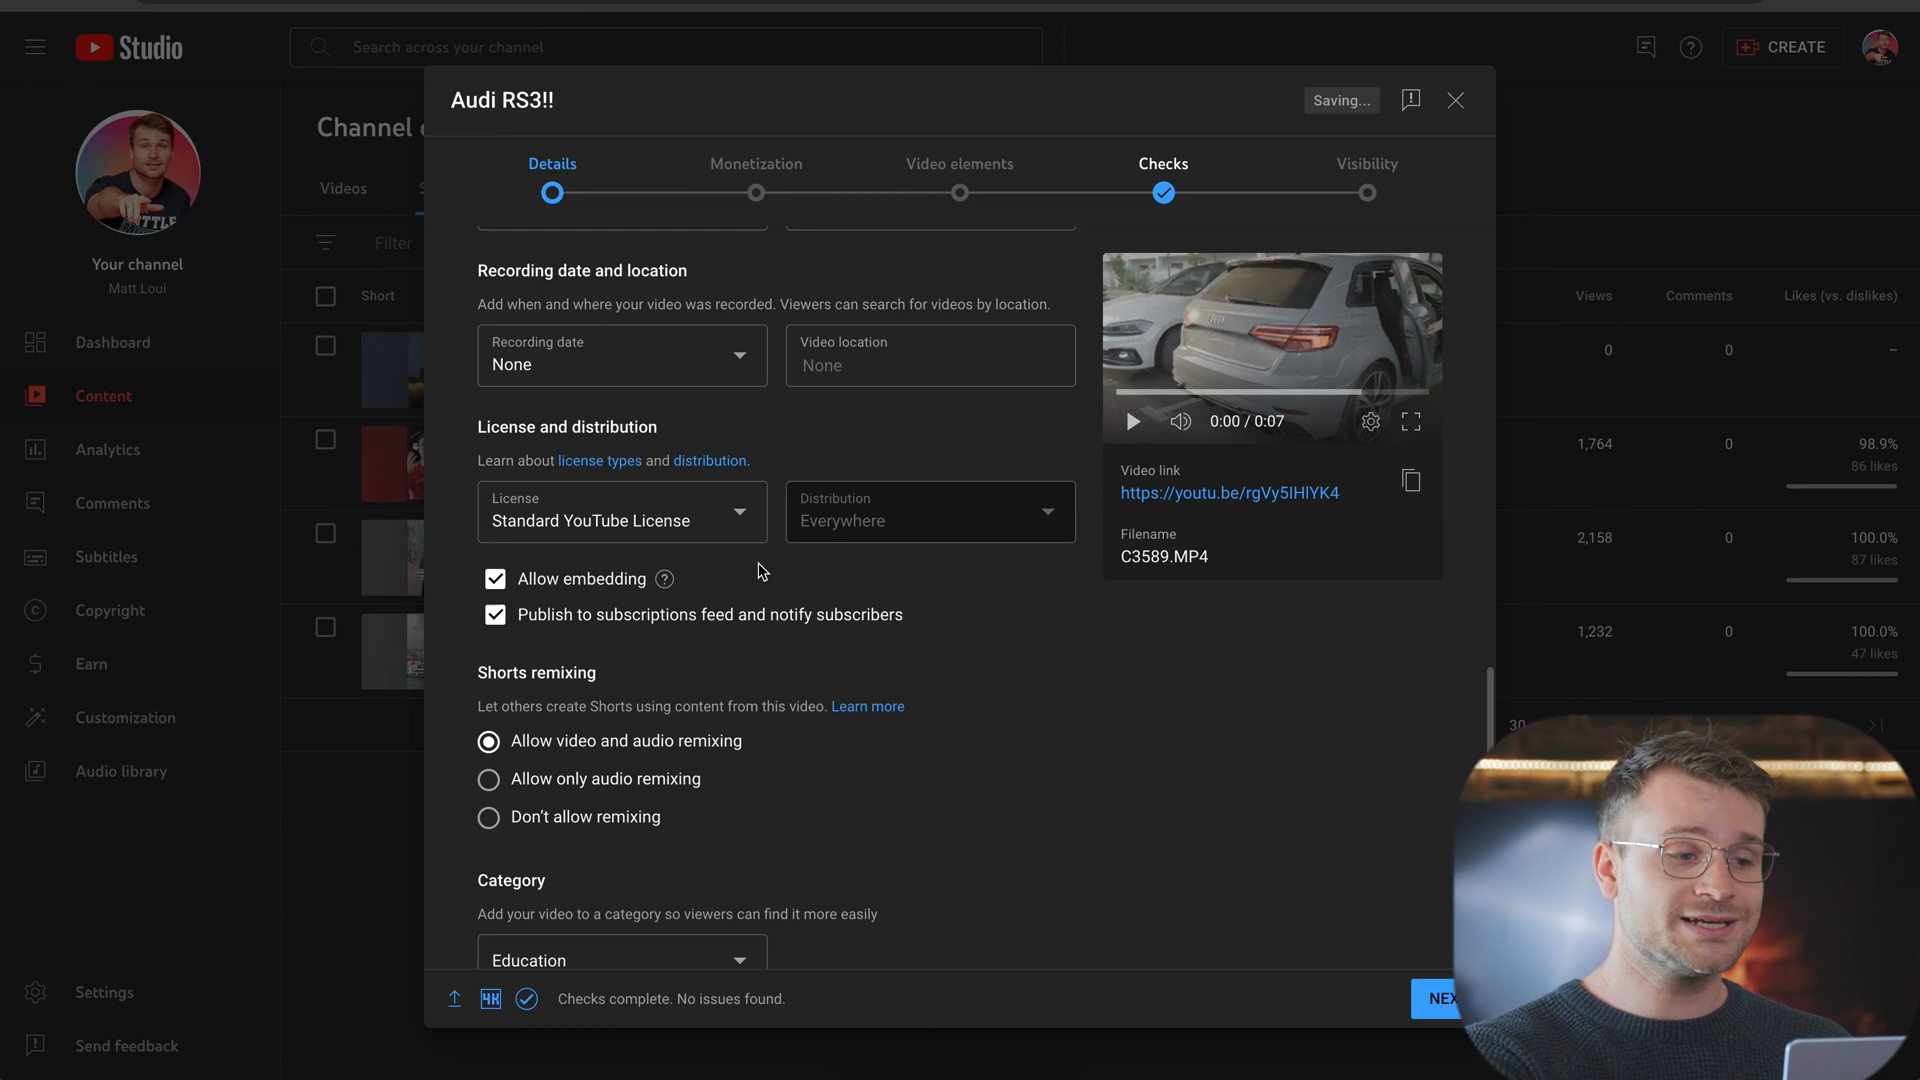 Studio
Search across your channel
CREATE
Audi RS3!!
Saving...
Channel
Details
Monetization
Video elements
Checks
Visibility
Videos
Filter
Your channel
Matt Loui
Short
Views
Comments
Likes (vs. dislikes)
Recording date and location
Add when and where your video was recorded. Viewers can search for videos by location.
Recording date
None
Video location
None
0
0
–
Dashboard
Content
Analytics
Comments
Subtitles
Copyright
Earn
Customization
Audio library
Settings
Send feedback
License and distribution
Learn about license types and distribution.
License
Standard YouTube License
Distribution
Everywhere
0:00 / 0:07
Video link
https://youtu.be/rgVy5IHlYK4
Filename
C3589.MP4
1,764
0
98.9%
86 likes
2,158
0
100.0%
87 likes
1,232
0
100.0%
47 likes
30
Allow embedding
Publish to subscriptions feed and notify subscribers
Shorts remixing
Let others create Shorts using content from this video. Learn more
Allow video and audio remixing
Allow only audio remixing
Don't allow remixing
Category
Add your video to a category so viewers can find it more easily
Education
4K
Checks complete. No issues found.